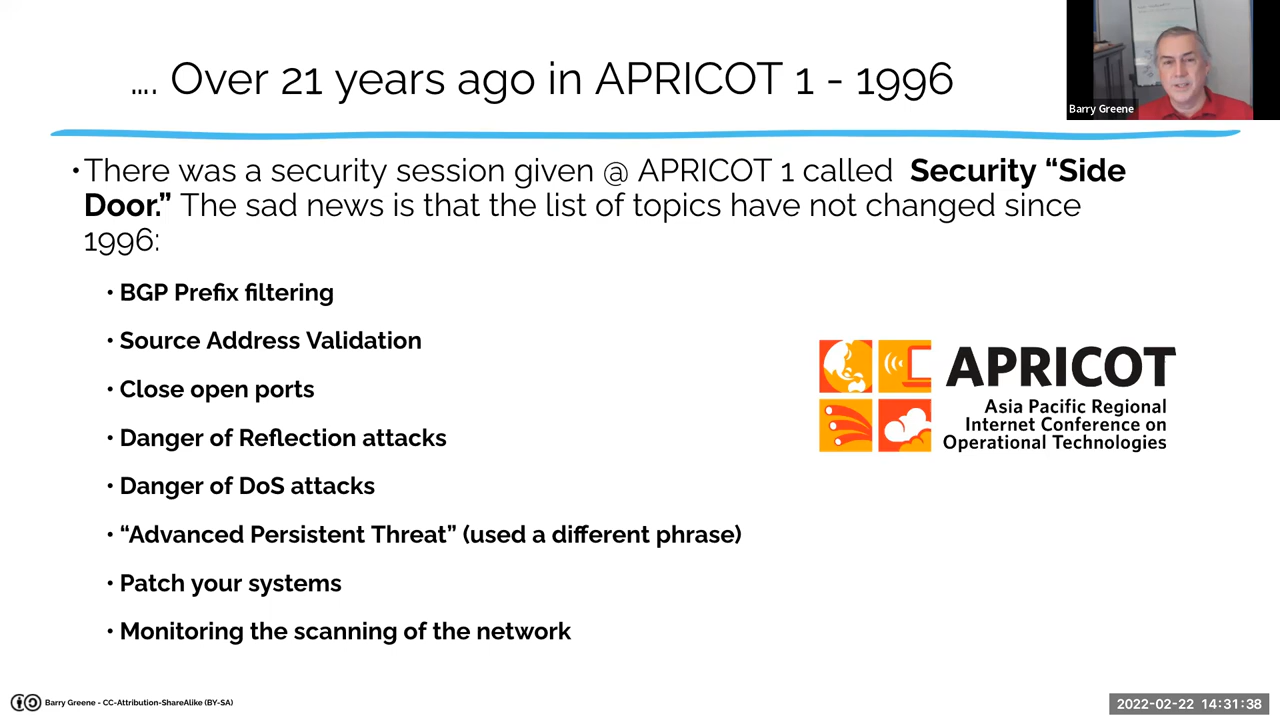 .... Over 21 years ago in APRICOT 1 - 1996
Barry Greene
• There was a security session given @ APRICOT 1 called Security “Side
Door.” The sad news is that the list of topics have not changed since
1996:
• BGP Prefix filtering
• Source Address Validation
• Close open ports
• Danger of Reflection attacks
• Danger of DoS attacks
• “Advanced Persistent Threat” (used a different phrase)
• Patch your systems
• Monitoring the scanning of the network
APRICOT
Asia Pacific Regional
Internet Conference on
Operational Technologies
Barry Greene - CC-Attribution-ShareAlike (BY-SA)
2022-02-22 14:31:38